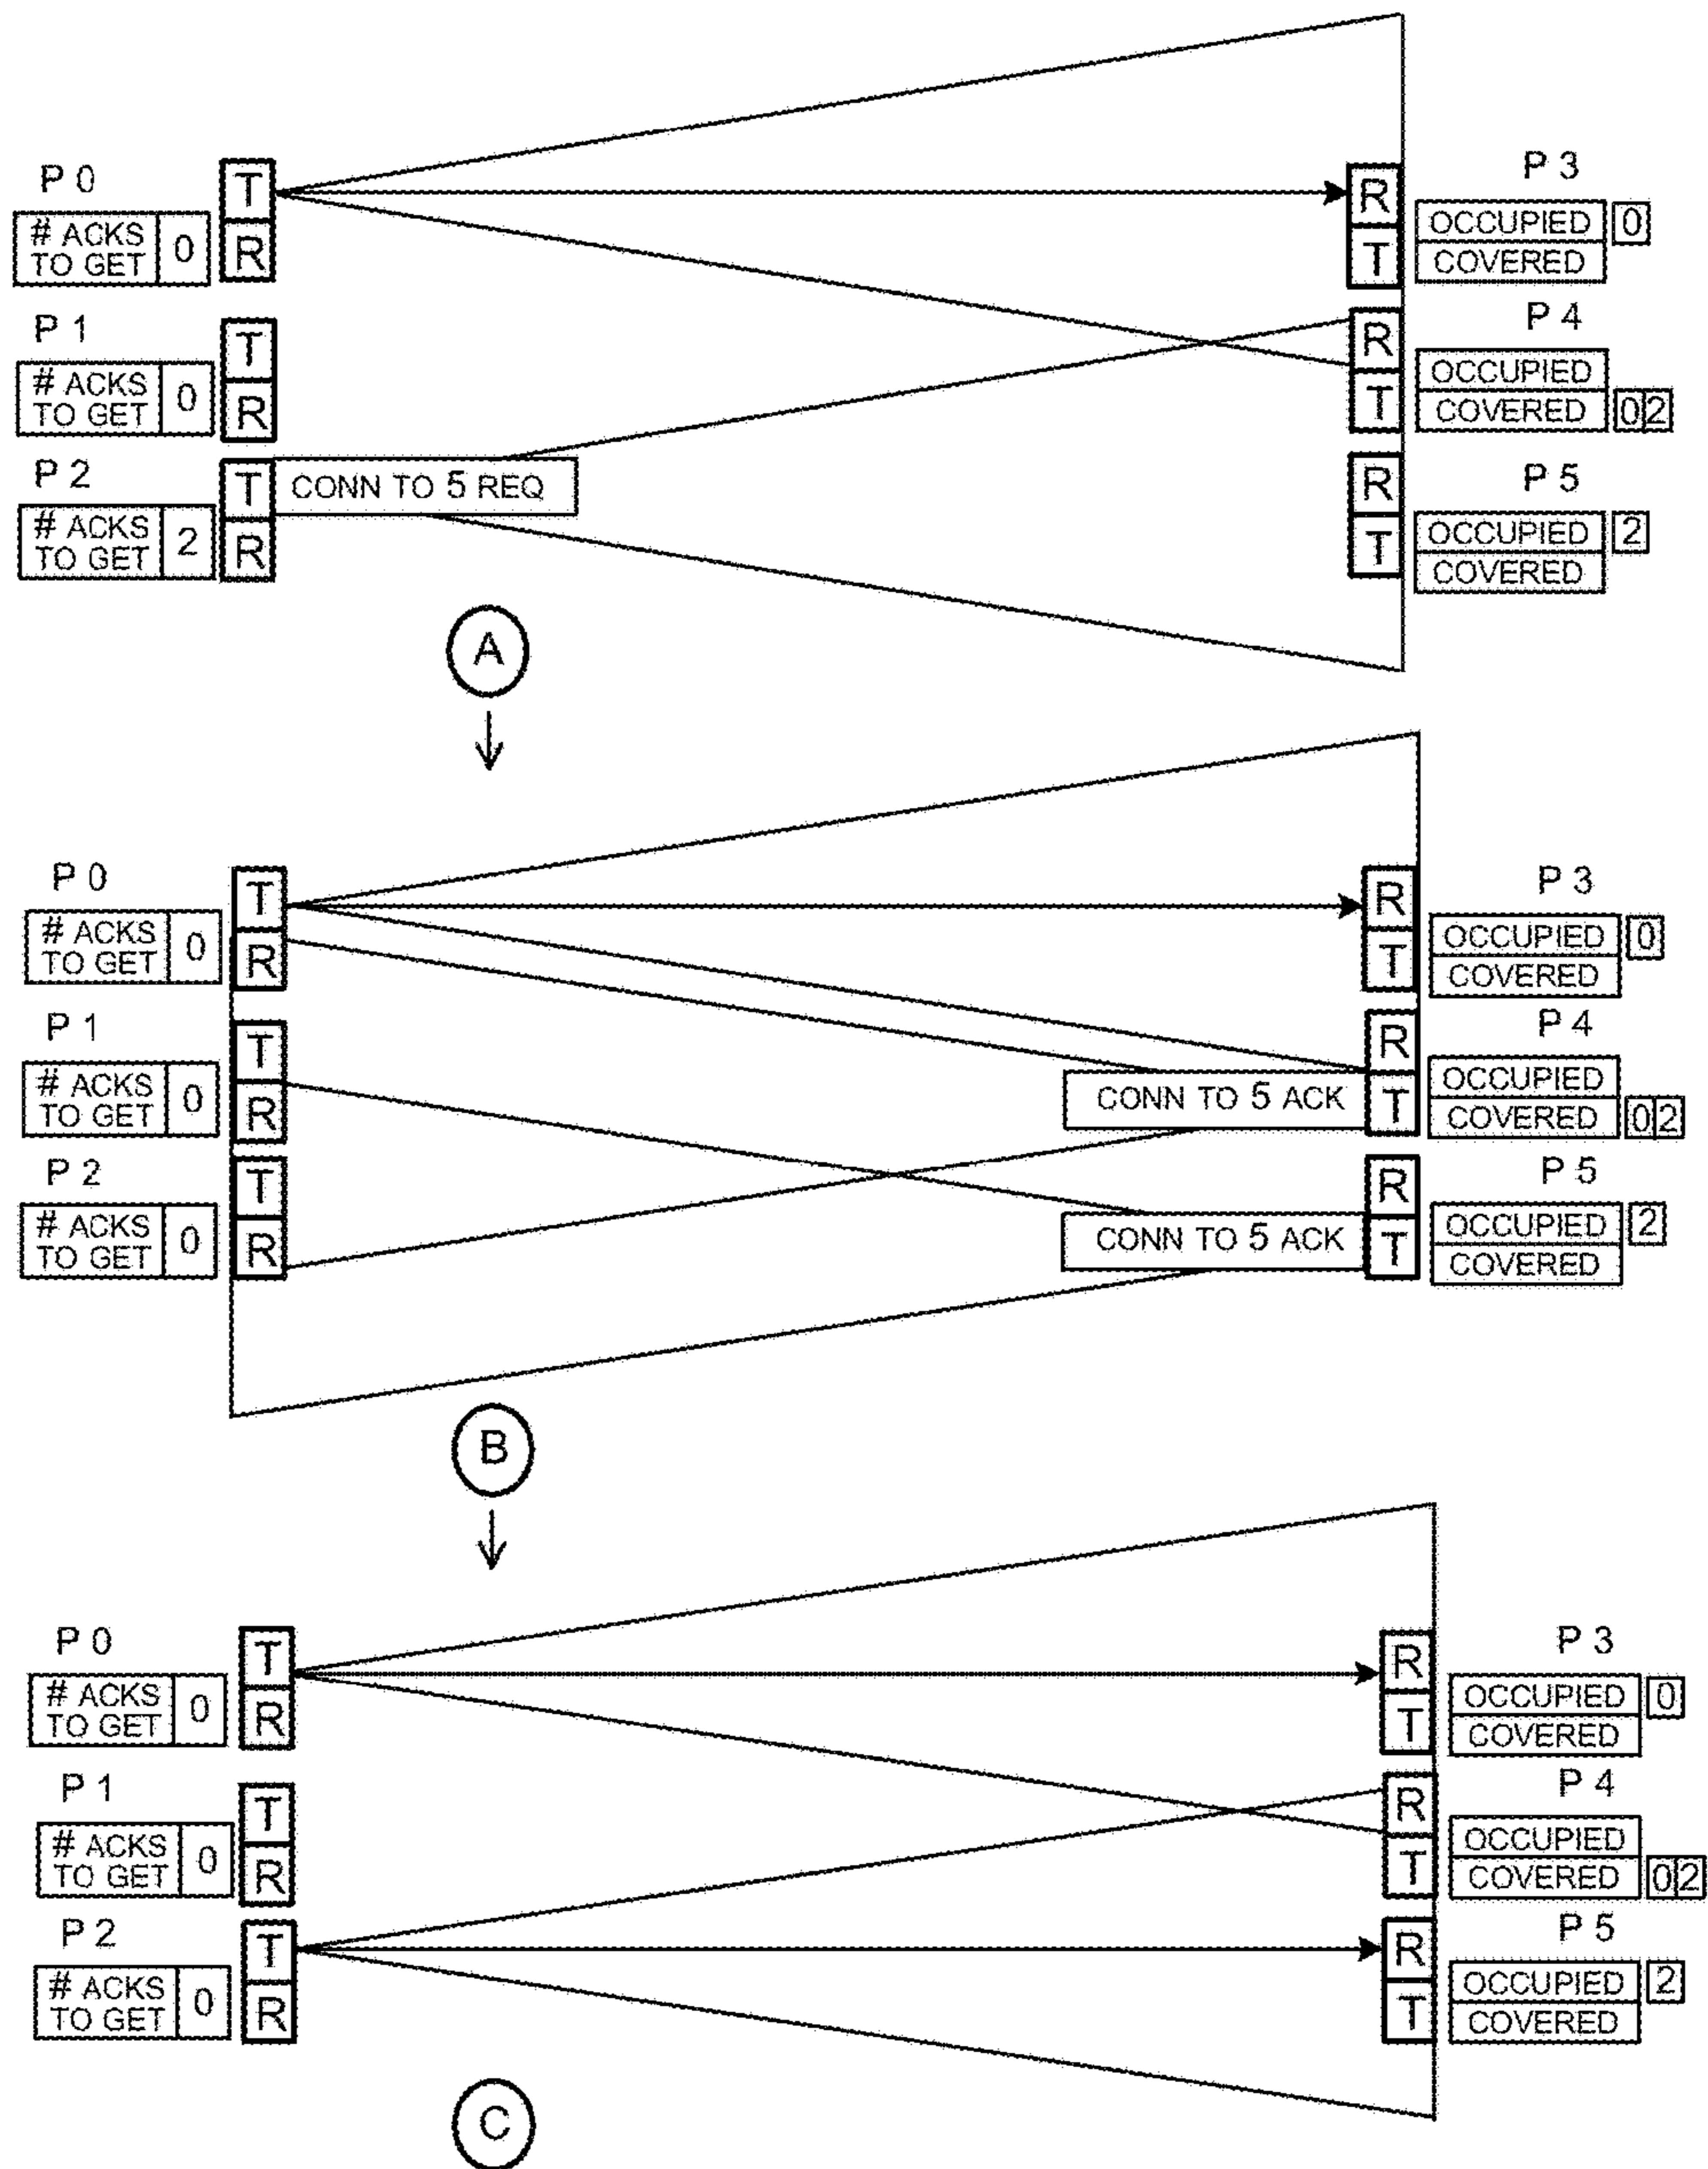 P 0
T
# ACKS TO GET
0
R
P 3
R
OCCUPIED
0
T
COVERED
P 1
T
# ACKS TO GET
0
R
P 4
R
OCCUPIED
T
COVERED
0 2
P 2
T
CONN TO 5 REQ
# ACKS TO GET
2
R
P 5
R
OCCUPIED
2
T
COVERED
A
P 0
T
# ACKS TO GET
0
R
P 3
R
OCCUPIED
0
T
COVERED
P 1
T
# ACKS TO GET
0
R
P 4
R
OCCUPIED
CONN TO 5 ACK
T
COVERED
0 2
P 2
T
# ACKS TO GET
0
R
P 5
R
OCCUPIED
2
CONN TO 5 ACK
T
COVERED
B
P 0
T
# ACKS TO GET
0
R
P 3
R
OCCUPIED
0
T
COVERED
P 1
T
# ACKS TO GET
0
R
P 4
R
OCCUPIED
T
COVERED
0 2
P 2
T
# ACKS TO GET
0
R
P 5
R
OCCUPIED
2
T
COVERED
C